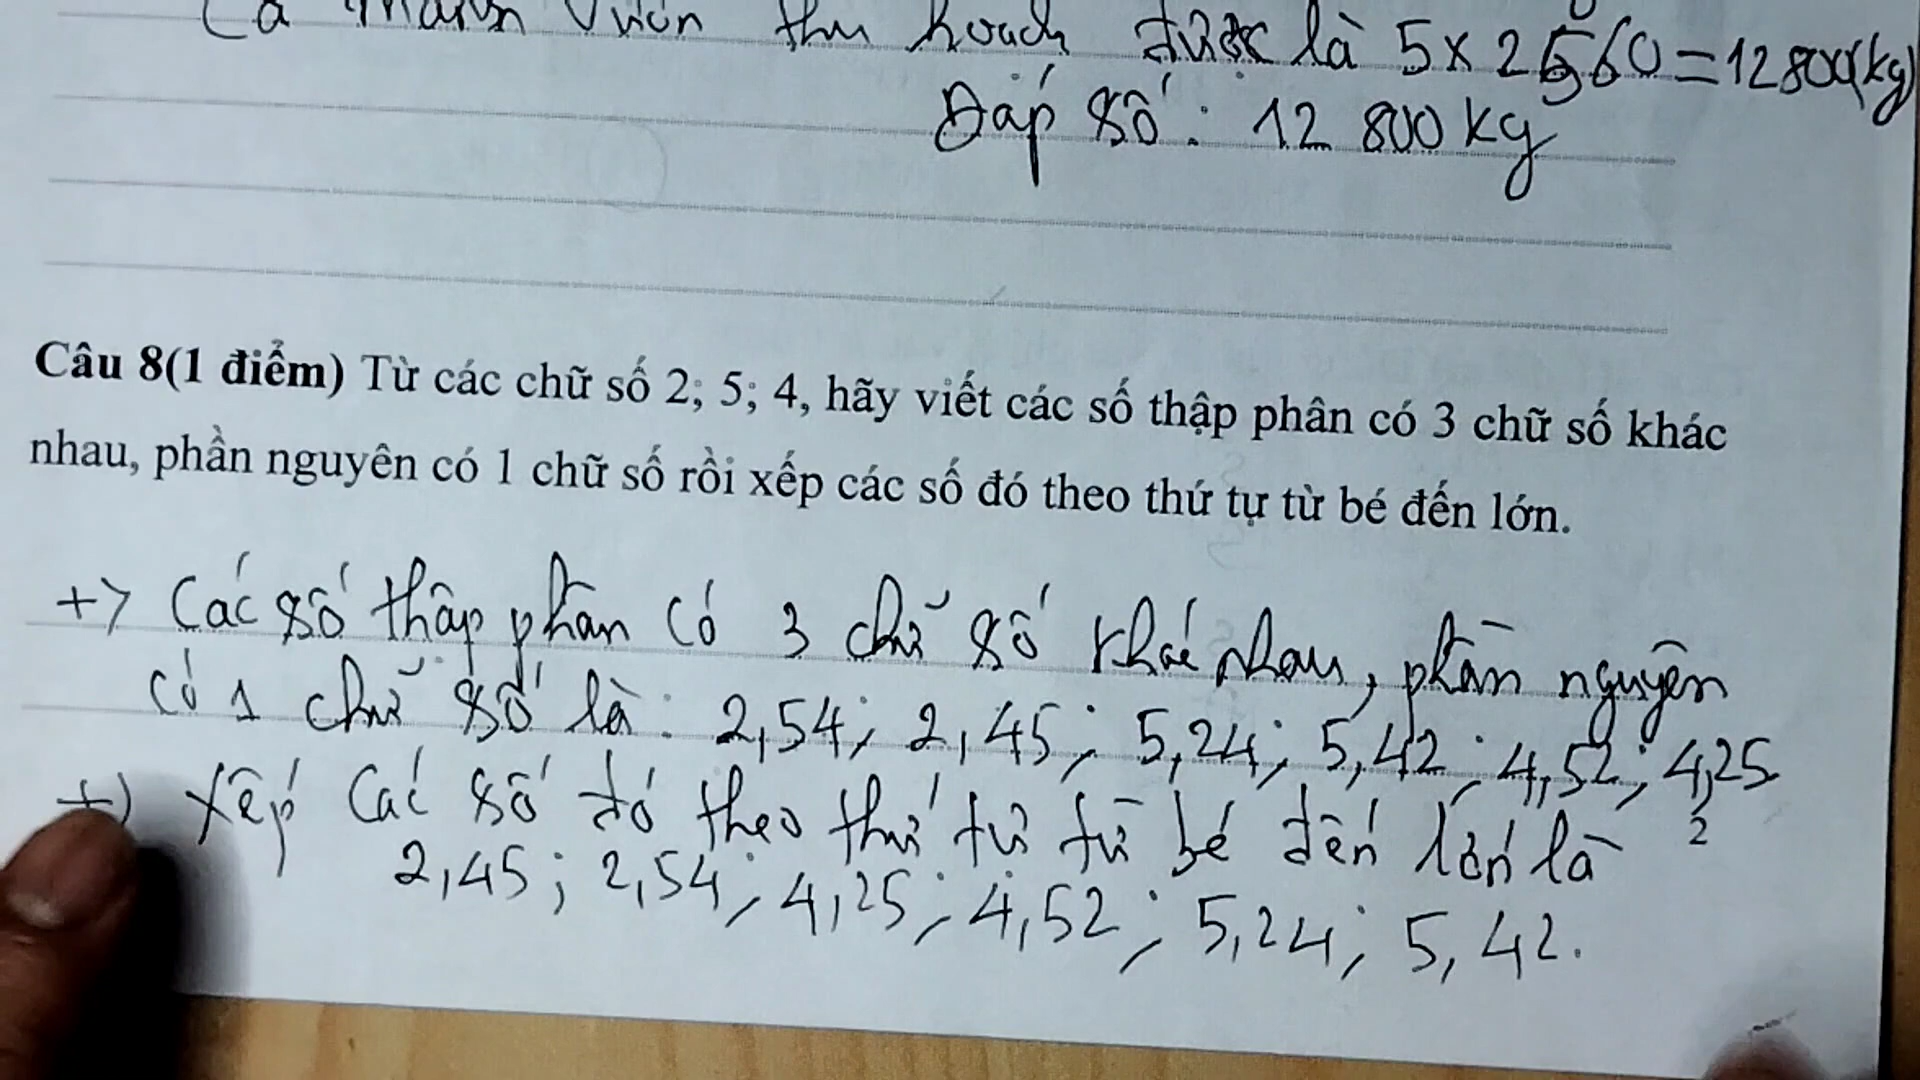 Cả mảnh vườn thu hoạch được là 5 x 2560 = 12800(kg)
Đáp số: 12 800 kg
Câu 8(1 điểm) Từ các chữ số 2; 5; 4, hãy viết các số thập phân có 3 chữ số khác
nhau, phần nguyên có 1 chữ số rồi xếp các số đó theo thứ tự từ bé đến lớn.
+> Các số thập phân có 3 chữ số khác nhau, phần nguyên
có 1 chữ số là: 2,54; 2,45; 5,24; 5,42; 4,52; 4,25
2
+) Xếp các số đó theo thứ tự từ bé đến lớn là
2,45; 2,54; 4,25; 4,52; 5,24; 5,42.